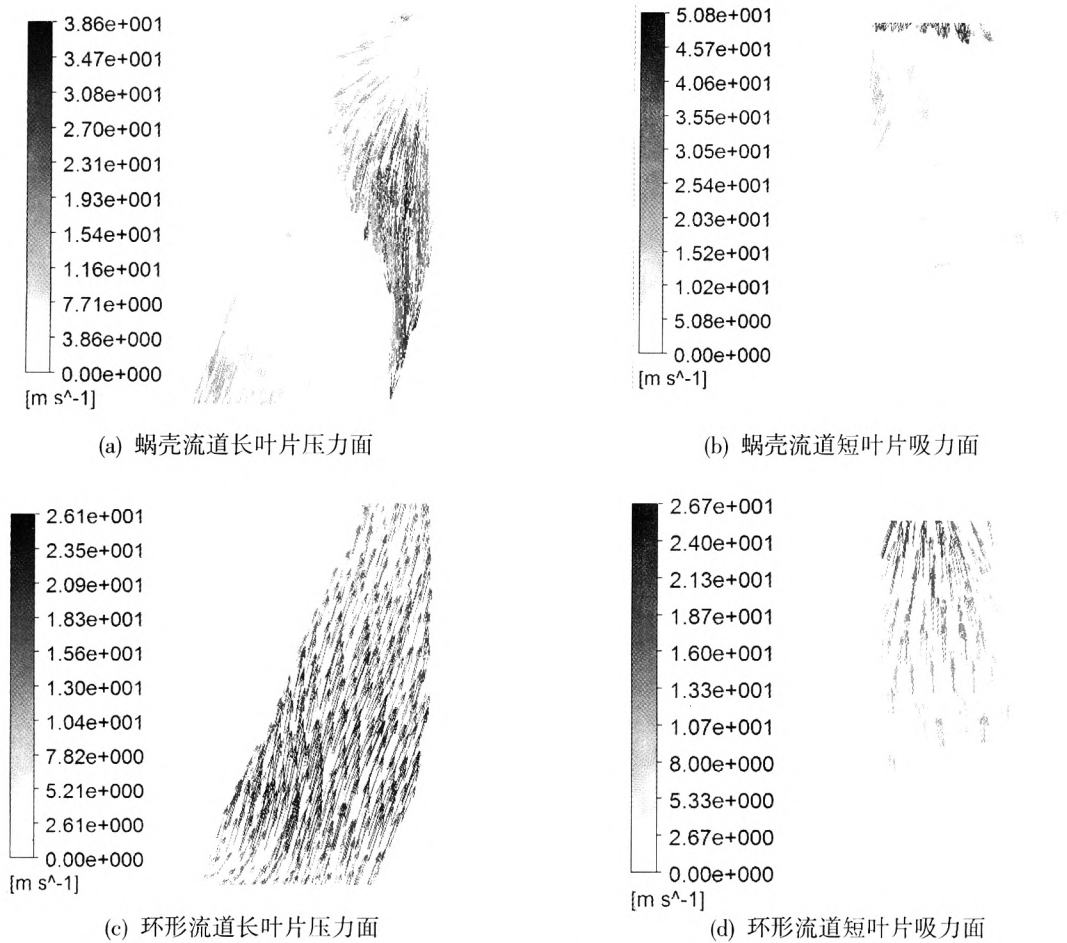 3.86e+001
3.47e+001
3.08e+001
2.70e+001
2.31e+001
1.93e+001
1.54e+001
1.16e+001
7.71e+000
3.86e+000
0.00e+000
[m s^-1]
(a) 蜗壳流道长叶片压力面
5.08e+001
4.57e+001
4.06e+001
3.55e+001
3.05e+001
2.54e+001
2.03e+001
1.52e+001
1.02e+001
5.08e+000
0.00e+000
[m s^-1]
(b) 蜗壳流道短叶片吸力面
2.61e+001
2.35e+001
2.09e+001
1.83e+001
1.56e+001
1.30e+001
1.04e+001
7.82e+000
5.21e+000
2.61e+000
0.00e+000
[m s^-1]
(c) 环形流道长叶片压力面
2.67e+001
2.40e+001
2.13e+001
1.87e+001
1.60e+001
1.33e+001
1.07e+001
8.00e+000
5.33e+000
2.67e+000
0.00e+000
[m s^-1]
(d) 环形流道短叶片吸力面